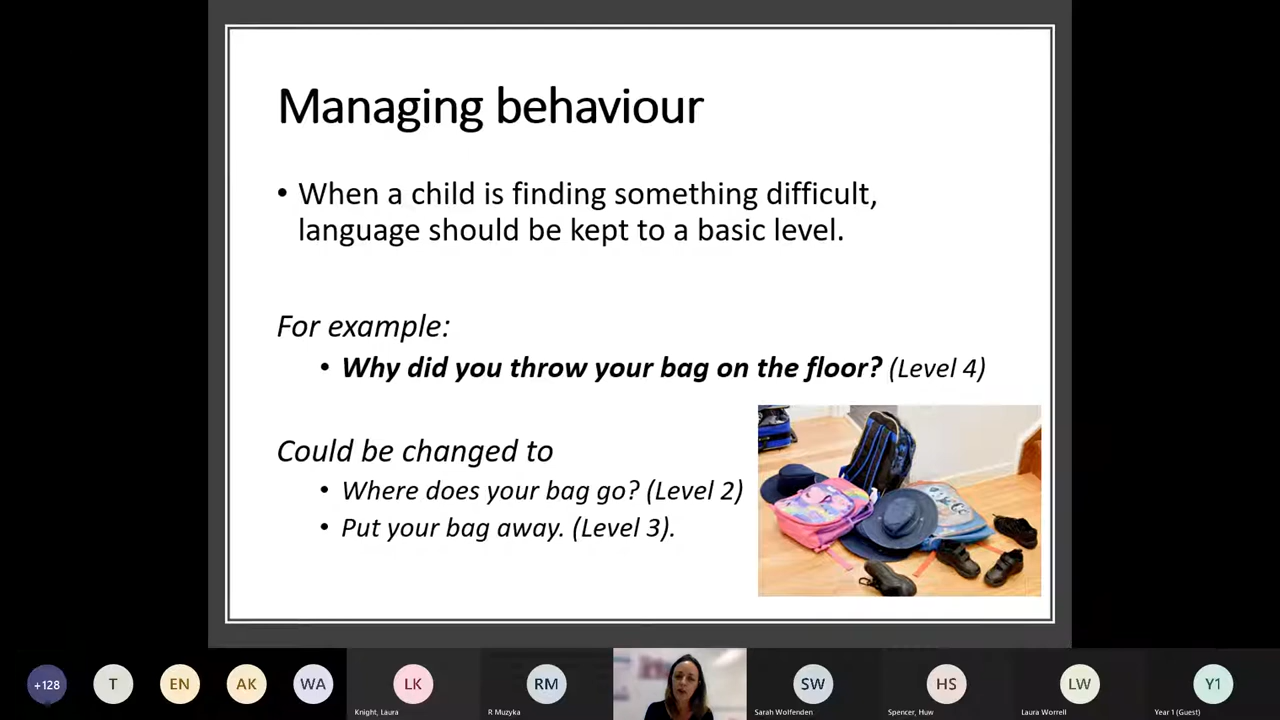 Managing behaviour
• When a child is finding something difficult,
language should be kept to a basic level.
For example:
• Why did you throw your bag on the floor? (Level 4)
Could be changed to
• Where does your bag go? (Level 2)
• Put your bag away. (Level 3).
+128
T
EN
AK
WA
LK
Knight, Laura
RM
R Muzyka
SW
Sarah Wolfenden
HS
Spencer, Huw
LW
Laura Worrell
Y1
Year 1 (Guest)